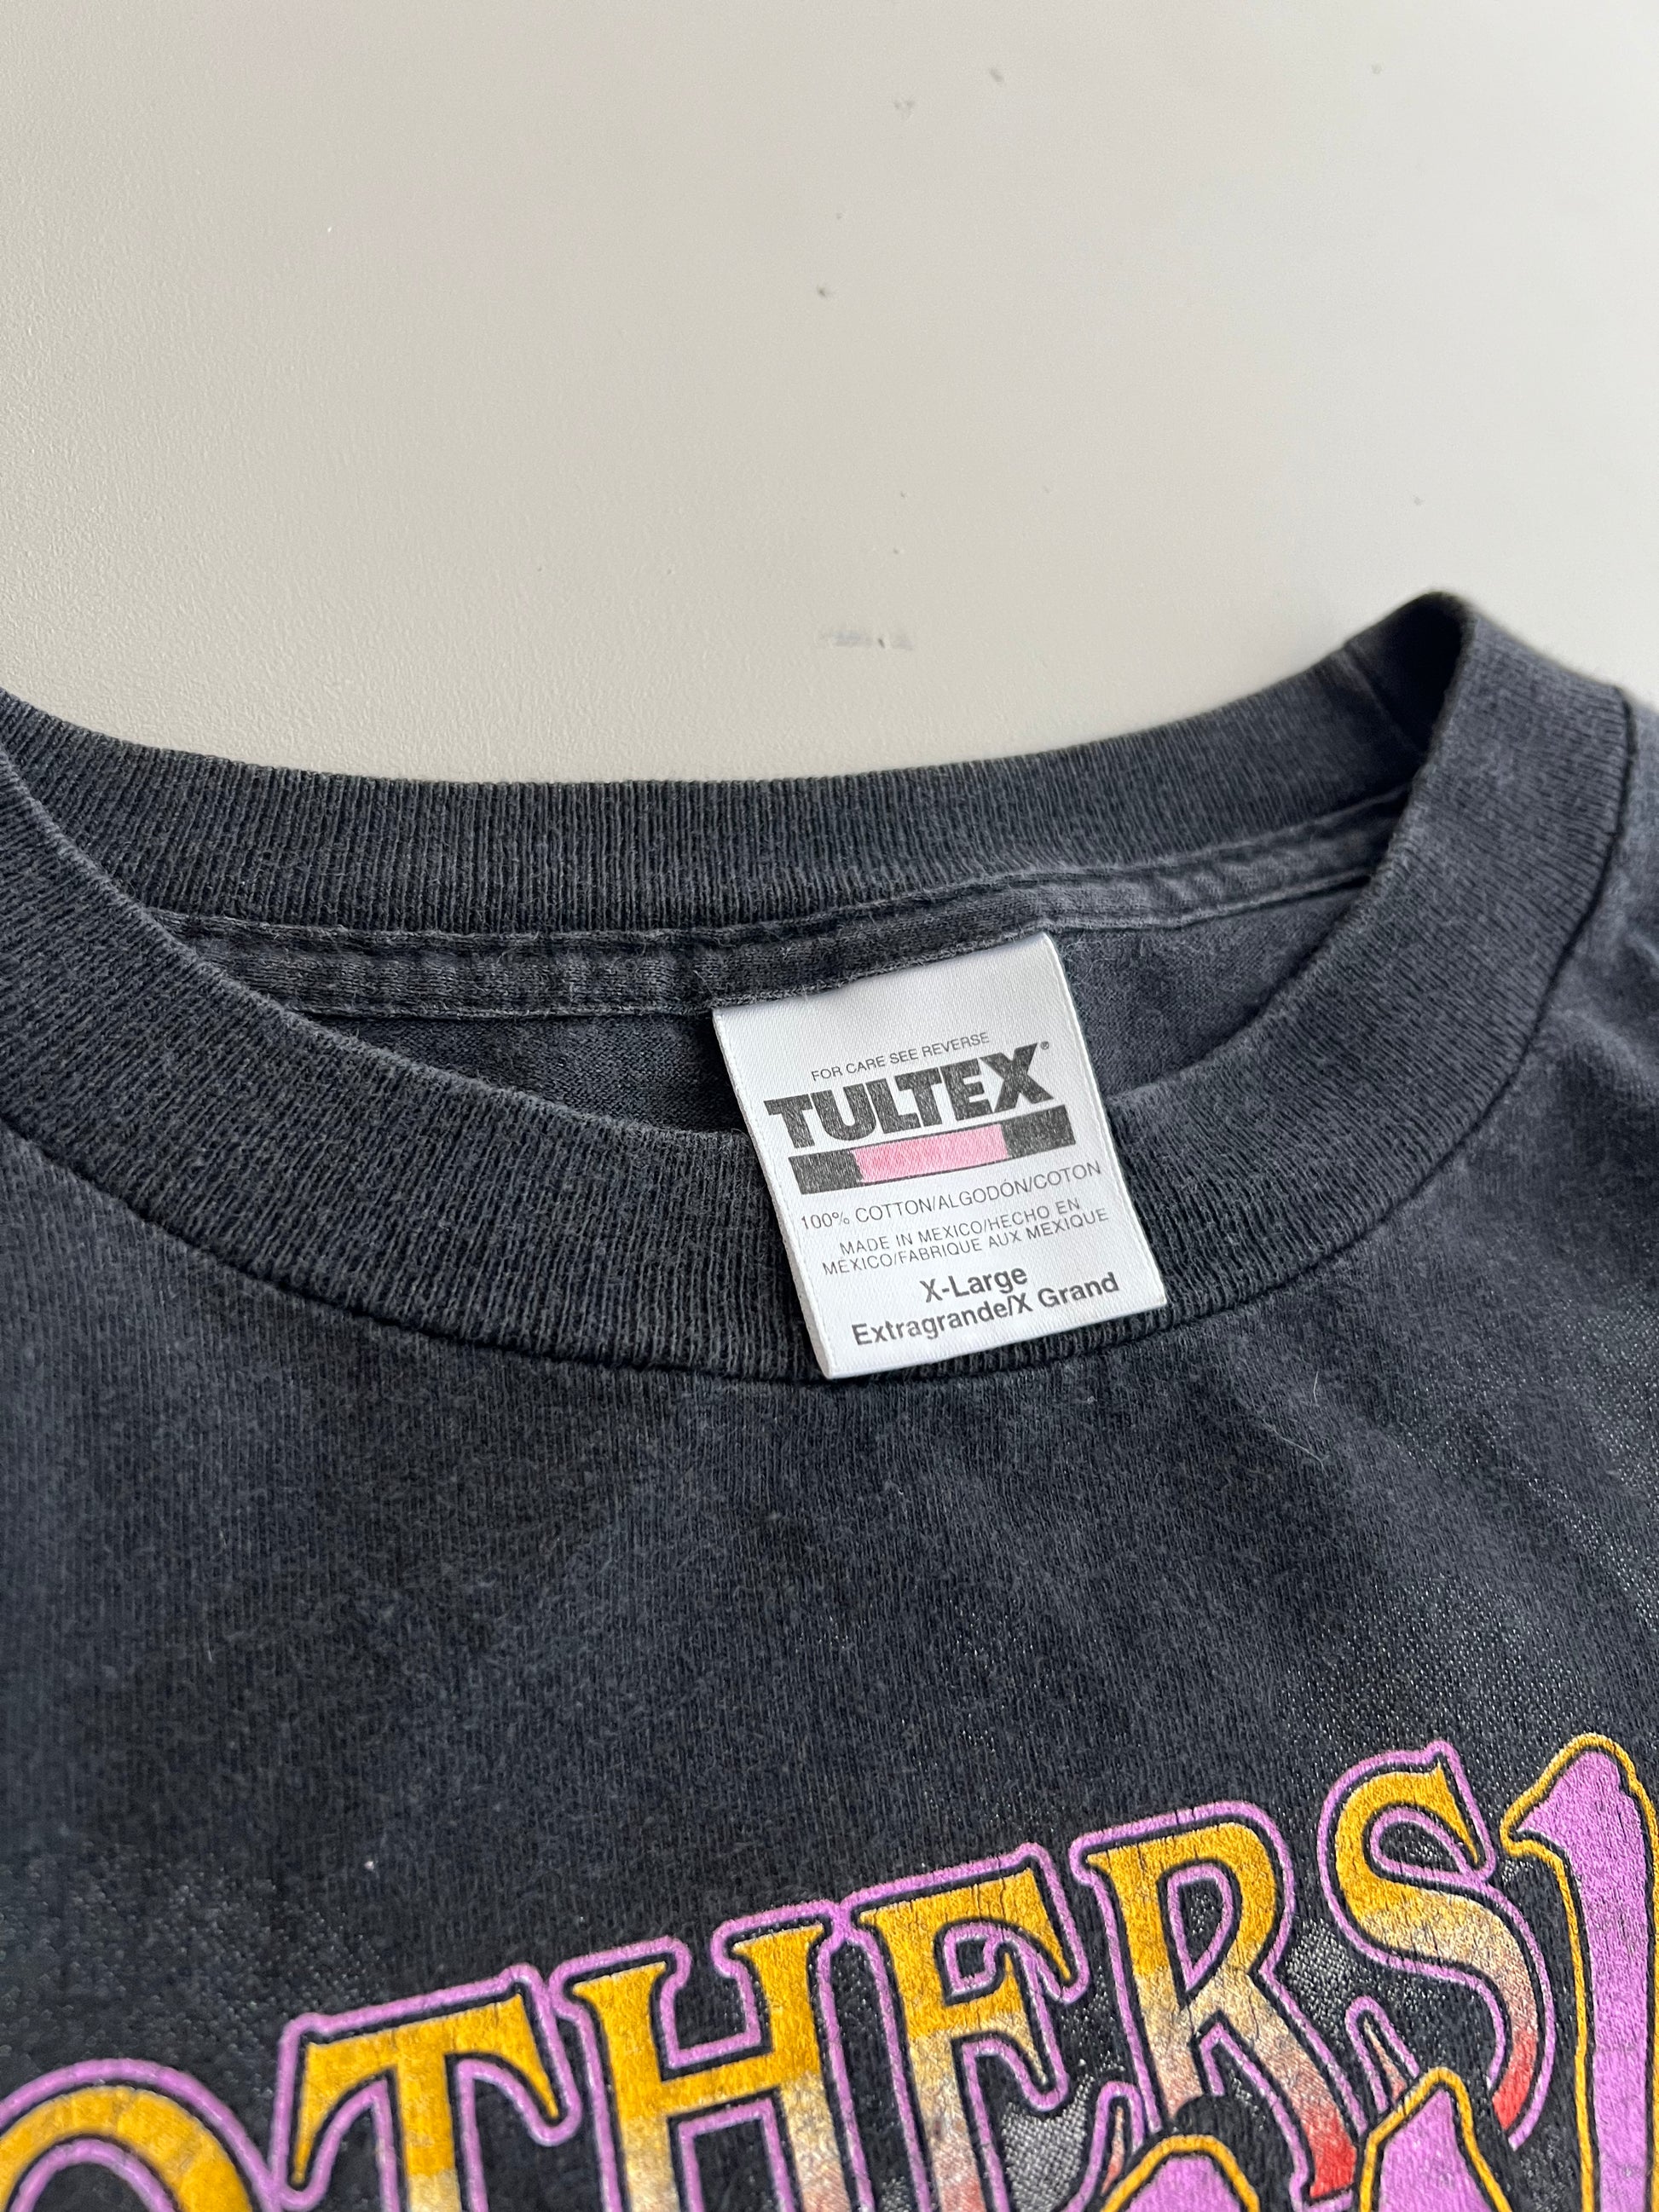 FOR CARE SEE REVERSE
TULTEX®
100% COTTON/ALGODÓN/COTON
MADE IN MEXICO/HECHO EN
MEXICO/FABRIQUE AUX MEXIQUE
X-Large
Extragrande/X Grand
OTHERS